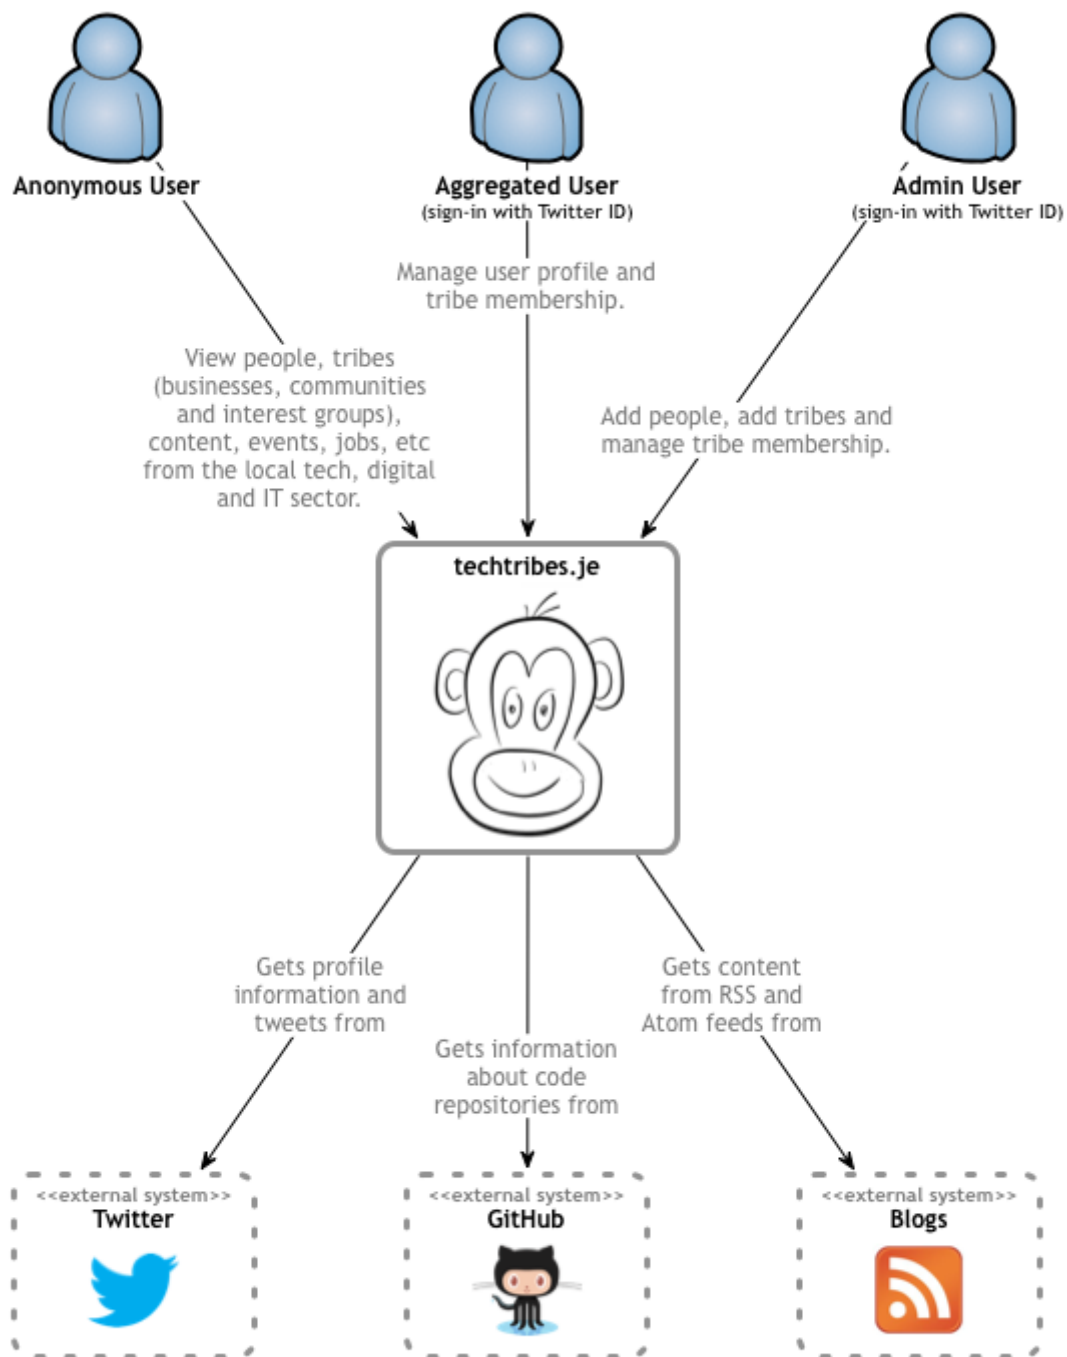 Anonymous User
Aggregated User
(sign-in with Twitter ID)
Admin User
(sign-in with Twitter ID)
Manage user profile and
tribe membership.
View people, tribes
(businesses, communities
and interest groups),
content, events, jobs, etc
from the local tech, digital
and IT sector.
Add people, add tribes and
manage tribe membership.
techtribes.je
Gets profile
information and
tweets from
Gets information
about code
repositories from
Gets content
from RSS and
Atom feeds from
<<external system>>
Twitter
<<external system>>
GitHub
<<external system>>
Blogs